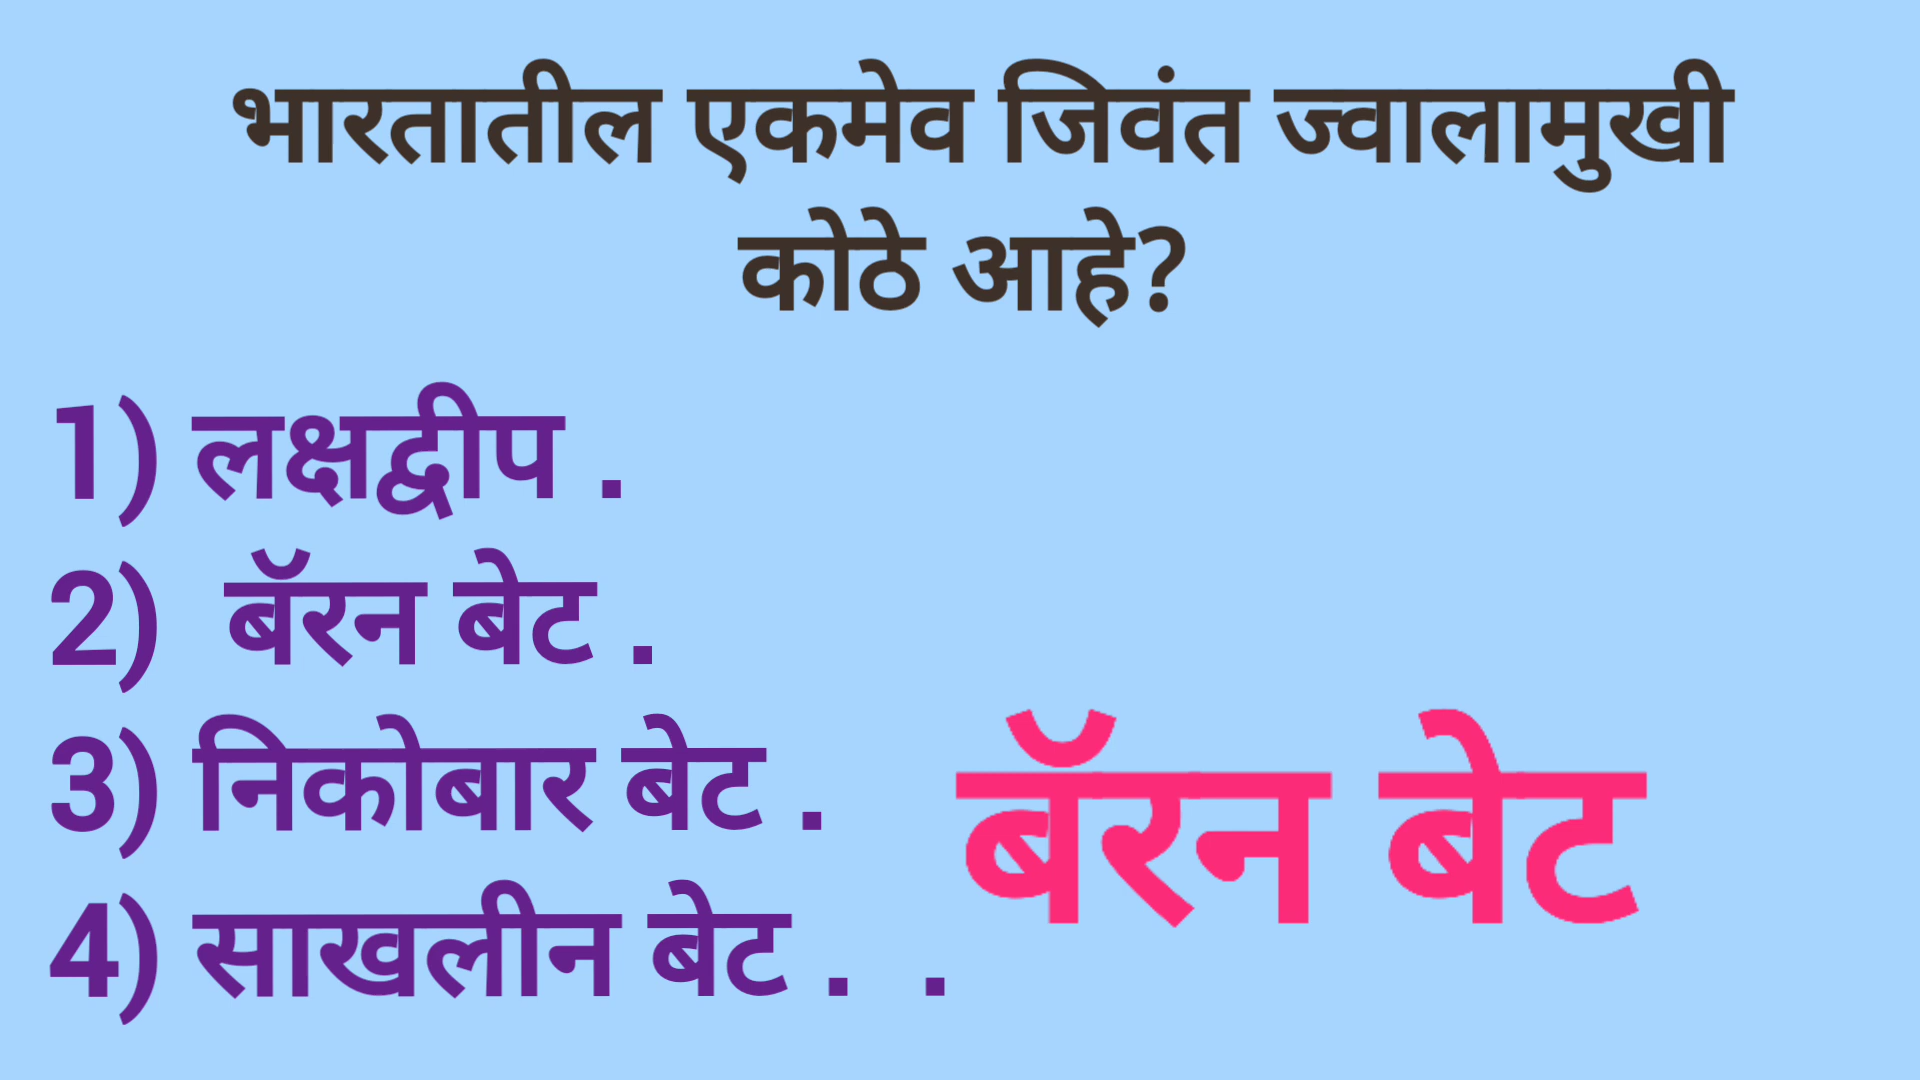 भारतातील एकमेव जिवंत ज्वालामुखी
कोठे आहे?
1) लक्षद्वीप .
2) बॅरन बेट .
3) निकोबार बेट .
4) साखलीन बेट . .
बॅरन बेट